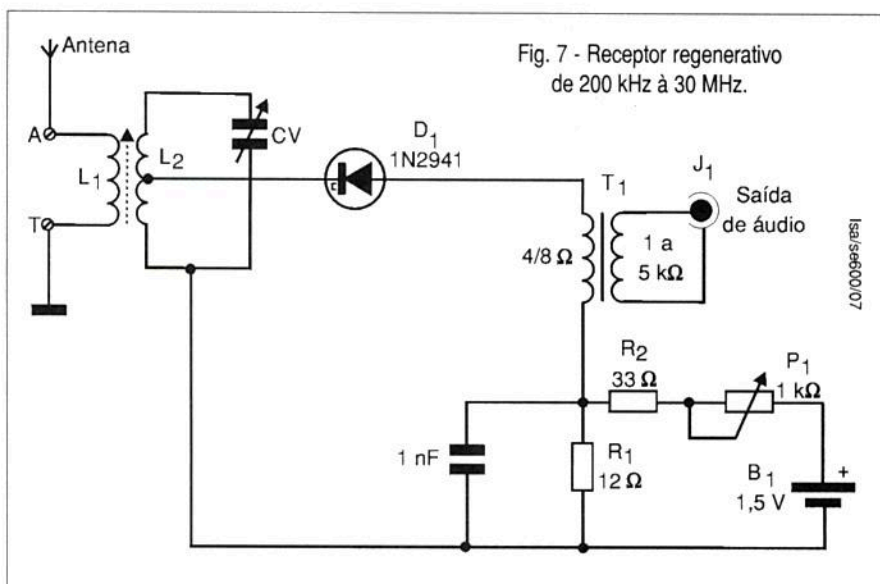 Antena
Fig. 7 - Receptor regenerativo
de 200 kHz à 30 MHz.
A
L1
L2
CV
D1
1N2941
T1
J1
Saída
de áudio
T
4/8 Ω
1 a
5 kΩ
Isa/se600/07
R2
33 Ω
P1
1 kΩ
1 nF
R1
12 Ω
B1
1,5 V
+